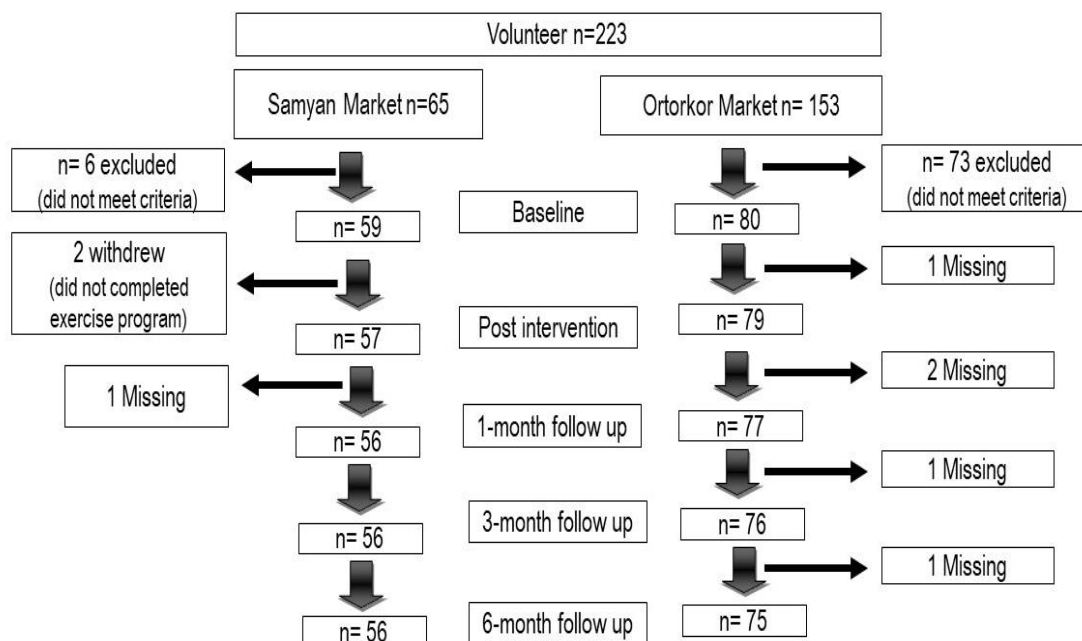 Volunteer n=223
Samyan Market n=65
Ortorkor Market n= 153
n= 6 excluded
(did not meet criteria)
n= 73 excluded
(did not meet criteria)
Baseline
n= 59
n= 80
2 withdrew
(did not completed
exercise program)
1 Missing
Post intervention
n= 57
n= 79
1 Missing
2 Missing
1-month follow up
n= 56
n= 77
1 Missing
3-month follow up
n= 56
n= 76
1 Missing
6-month follow up
n= 56
n= 75